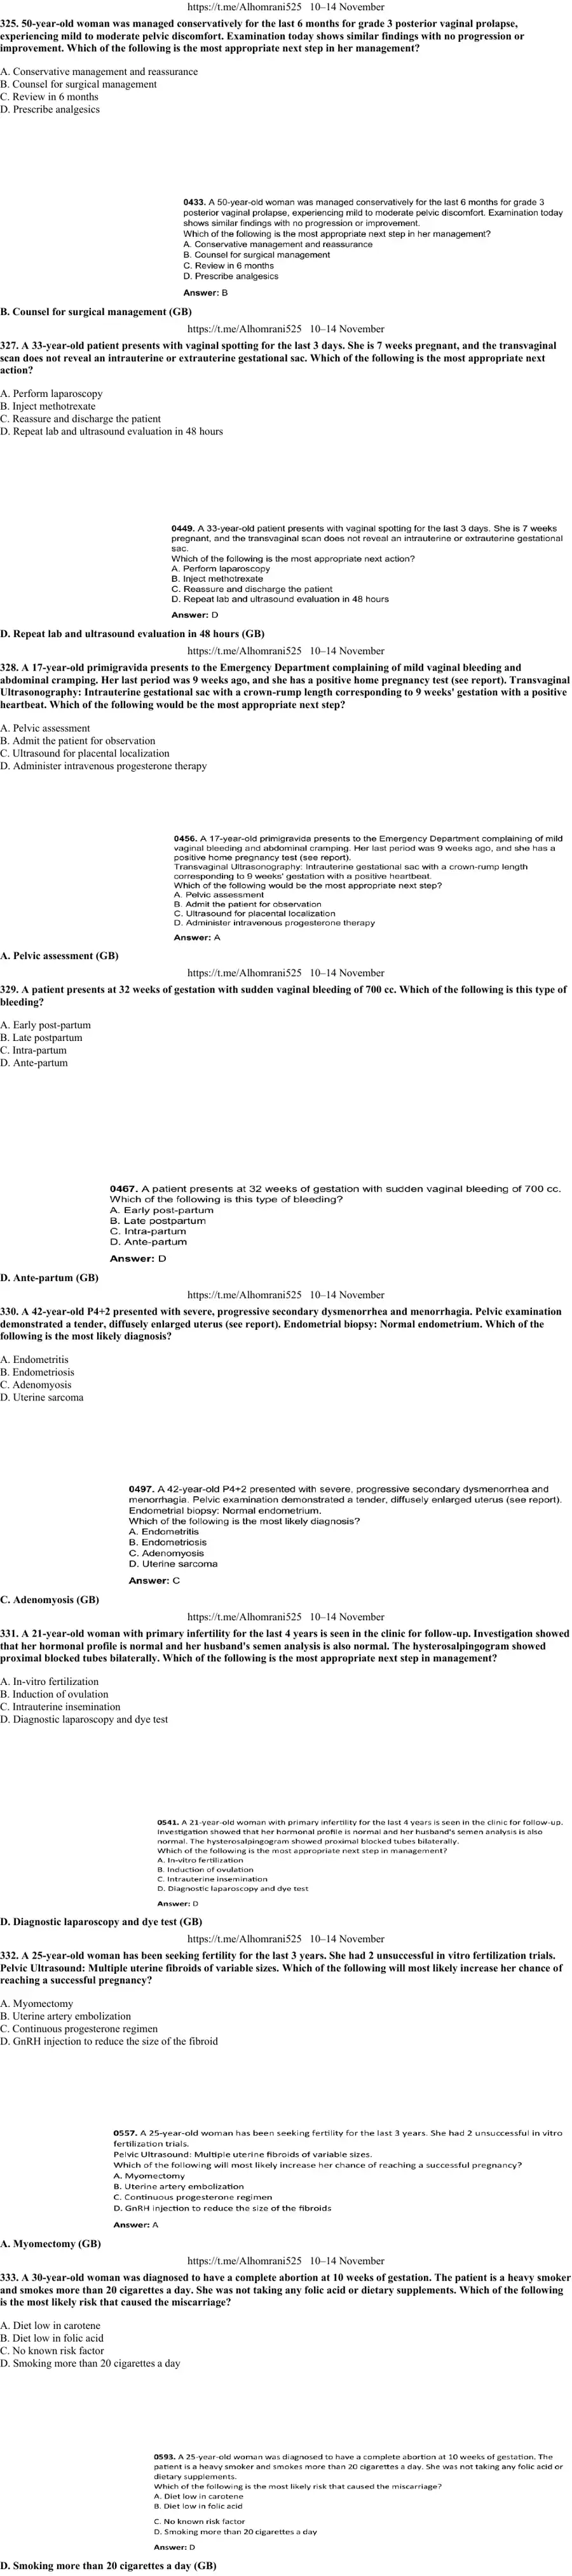 https://t.me/Alhomrani525 10–14 November
325. 50-year-old woman was managed conservatively for the last 6 months for grade 3 posterior vaginal prolapse,
experiencing mild to moderate pelvic discomfort. Examination today shows similar findings with no progression or
improvement. Which of the following is the most appropriate next step in her management?
A. Conservative management and reassurance
B. Counsel for surgical management
C. Review in 6 months
D. Prescribe analgesics
0433. A 50-year-old woman was managed conservatively for the last 6 months for grade 3
posterior vaginal prolapse, experiencing mild to moderate pelvic discomfort. Examination today
shows similar findings with no progression or improvement.
Which of the following is the most appropriate next step in her management?
A. Conservative management and reassurance
B. Counsel for surgical management
C. Review in 6 months
D. Prescribe analgesics
Answer: B
B. Counsel for surgical management (GB)
https://t.me/Alhomrani525 10–14 November
327. A 33-year-old patient presents with vaginal spotting for the last 3 days. She is 7 weeks pregnant, and the transvaginal
scan does not reveal an intrauterine or extrauterine gestational sac. Which of the following is the most appropriate next
action?
A. Perform laparoscopy
B. Inject methotrexate
C. Reassure and discharge the patient
D. Repeat lab and ultrasound evaluation in 48 hours
0449. A 33-year-old patient presents with vaginal spotting for the last 3 days. She is 7 weeks
pregnant, and the transvaginal scan does not reveal an intrauterine or extrauterine gestational
sac.
Which of the following is the most appropriate next action?
A. Perform laparoscopy
B. Inject methotrexate
C. Reassure and discharge the patient
D. Repeat lab and ultrasound evaluation in 48 hours
Answer: D
D. Repeat lab and ultrasound evaluation in 48 hours (GB)
https://t.me/Alhomrani525 10–14 November
328. A 17-year-old primigravida presents to the Emergency Department complaining of mild vaginal bleeding and
abdominal cramping. Her last period was 9 weeks ago, and she has a positive home pregnancy test (see report). Transvaginal
Ultrasonography: Intrauterine gestational sac with a crown-rump length corresponding to 9 weeks' gestation with a positive
heartbeat. Which of the following would be the most appropriate next step?
A. Pelvic assessment
B. Admit the patient for observation
C. Ultrasound for placental localization
D. Administer intravenous progesterone therapy
0456. A 17-year-old primigravida presents to the Emergency Department complaining of mild
vaginal bleeding and abdominal cramping. Her last period was 9 weeks ago, and she has a
positive home pregnancy test (see report).
Transvaginal Ultrasonography: Intrauterine gestational sac with a crown-rump length
corresponding to 9 weeks' gestation with a positive heartbeat.
Which of the following would be the most appropriate next step?
A. Pelvic assessment
B. Admit the patient for observation
C. Ultrasound for placental localization
D. Administer intravenous progesterone therapy
Answer: A
A. Pelvic assessment (GB)
https://t.me/Alhomrani525 10–14 November
329. A patient presents at 32 weeks of gestation with sudden vaginal bleeding of 700 cc. Which of the following is this type of
bleeding?
A. Early post-partum
B. Late postpartum
C. Intra-partum
D. Ante-partum
0467. A patient presents at 32 weeks of gestation with sudden vaginal bleeding of 700 cc.
Which of the following is this type of bleeding?
A. Early post-partum
B. Late postpartum
C. Intra-partum
D. Ante-partum
Answer: D
D. Ante-partum (GB)
https://t.me/Alhomrani525 10–14 November
330. A 42-year-old P4+2 presented with severe, progressive secondary dysmenorrhea and menorrhagia. Pelvic examination
demonstrated a tender, diffusely enlarged uterus (see report). Endometrial biopsy: Normal endometrium. Which of the
following is the most likely diagnosis?
A. Endometritis
B. Endometriosis
C. Adenomyosis
D. Uterine sarcoma
0497. A 42-year-old P4+2 presented with severe, progressive secondary dysmenorrhea and
menorrhagia. Pelvic examination demonstrated a tender, diffusely enlarged uterus (see report).
Endometrial biopsy: Normal endometrium.
Which of the following is the most likely diagnosis?
A. Endometritis
B. Endometriosis
C. Adenomyosis
D. Uterine sarcoma
Answer: C
C. Adenomyosis (GB)
https://t.me/Alhomrani525 10–14 November
331. A 21-year-old woman with primary infertility for the last 4 years is seen in the clinic for follow-up. Investigation showed
that her hormonal profile is normal and her husband's semen analysis is also normal. The hysterosalpingogram showed
proximal blocked tubes bilaterally. Which of the following is the most appropriate next step in management?
A. In-vitro fertilization
B. Induction of ovulation
C. Intrauterine insemination
D. Diagnostic laparoscopy and dye test
0541. A 21-year-old woman with primary infertility for the last 4 years is seen in the clinic for follow-up.
Investigation showed that her hormonal profile is normal and her husband's semen analysis is also
normal. The hysterosalpingogram showed proximal blocked tubes bilaterally.
Which of the following is the most appropriate next step in management?
A. In-vitro fertilization
B. Induction of ovulation
C. Intrauterine insemination
D. Diagnostic laparoscopy and dye test
Answer: D
D. Diagnostic laparoscopy and dye test (GB)
https://t.me/Alhomrani525 10–14 November
332. A 25-year-old woman has been seeking fertility for the last 3 years. She had 2 unsuccessful in vitro fertilization trials.
Pelvic Ultrasound: Multiple uterine fibroids of variable sizes. Which of the following will most likely increase her chance of
reaching a successful pregnancy?
A. Myomectomy
B. Uterine artery embolization
C. Continuous progesterone regimen
D. GnRH injection to reduce the size of the fibroid
0557. A 25-year-old woman has been seeking fertility for the last 3 years. She had 2 unsuccessful in vitro
fertilization trials.
Pelvic Ultrasound: Multiple uterine fibroids of variable sizes.
Which of the following will most likely increase her chance of reaching a successful pregnancy?
A. Myomectomy
B. Uterine artery embolization
C. Continuous progesterone regimen
D. GnRH injection to reduce the size of the fibroids
Answer: A
A. Myomectomy (GB)
https://t.me/Alhomrani525 10–14 November
333. A 30-year-old woman was diagnosed to have a complete abortion at 10 weeks of gestation. The patient is a heavy smoker
and smokes more than 20 cigarettes a day. She was not taking any folic acid or dietary supplements. Which of the following
is the most likely risk that caused the miscarriage?
A. Diet low in carotene
B. Diet low in folic acid
C. No known risk factor
D. Smoking more than 20 cigarettes a day
0593. A 25-year-old woman was diagnosed to have a complete abortion at 10 weeks of gestation. The
patient is a heavy smoker and smokes more than 20 cigarettes a day. She was not taking any folic acid or
dietary supplements.
Which of the following is the most likely risk that caused the miscarriage?
A. Diet low in carotene
B. Diet low in folic acid
C. No known risk factor
D. Smoking more than 20 cigarettes a day
Answer: D
D. Smoking more than 20 cigarettes a day (GB)